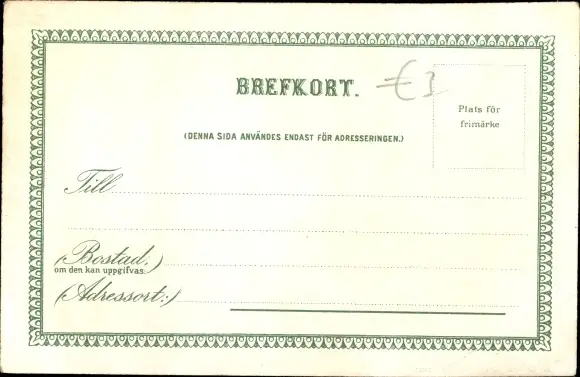 BREFKORT. €3
Plats för
frimärke
(DENNA SIDA ANVÄNDES ENDAST FÖR ADRESSERINGEN.)
Till
(Bostad.)
om den kan uppgifvas.
(Adressort:)